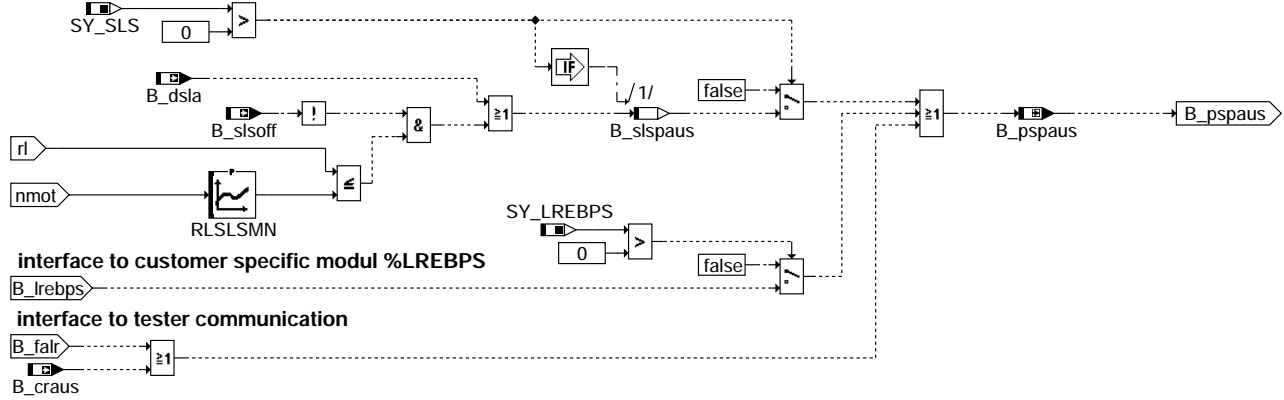 SY_SLS
0
>
IF
B_dsla
/1/
false
B_slsoff
!
&
≥1
B_slspaus
≥1
B_pspaus
B_pspaus
rl
≤
nmot
P
RLSLSMN
SY_LREBPS
0
>
false
interface to customer specific modul %LREBPS
B_lrebps
interface to tester communication
B_falr
≥1
B_craus